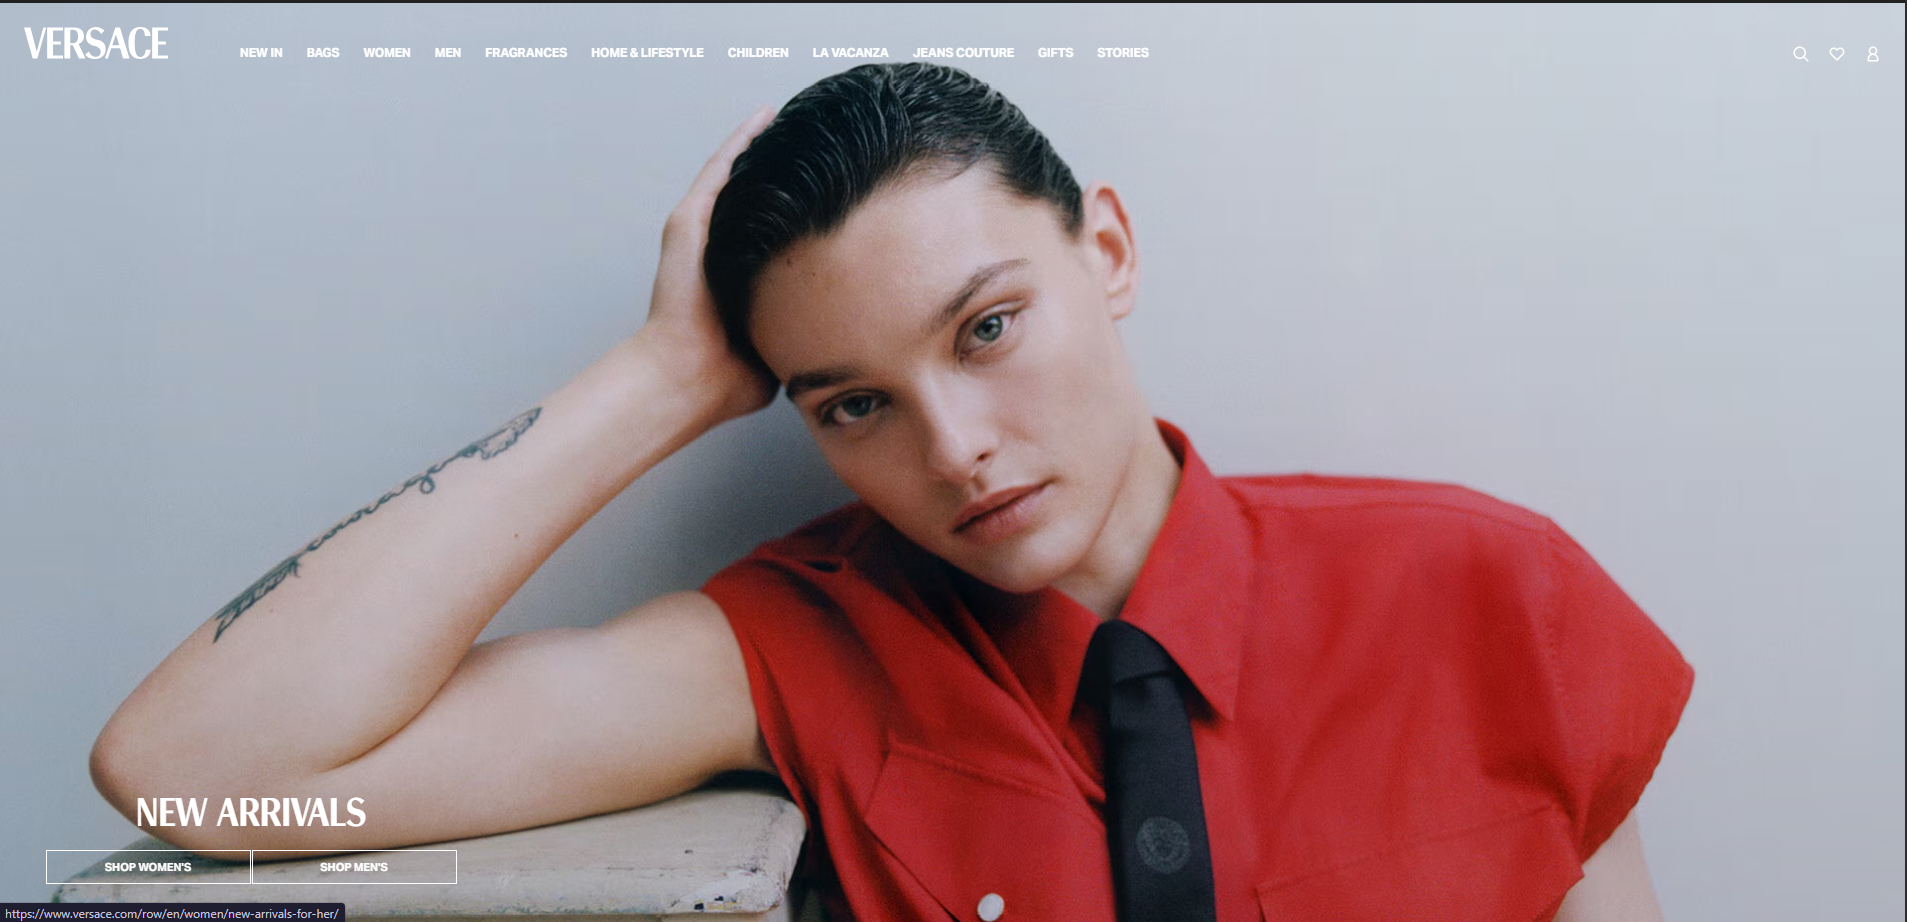 VERSACE
NEW IN BAGS WOMEN MEN FRAGRANCES HOME & LIFESTYLE CHILDREN LA VACANZA JEANS COUTURE GIFTS STORIES
NEW ARRIVALS
SHOP WOMEN'S SHOP MEN'S
https://www.versace.com/row/en/women/new-arrivals-for-her/